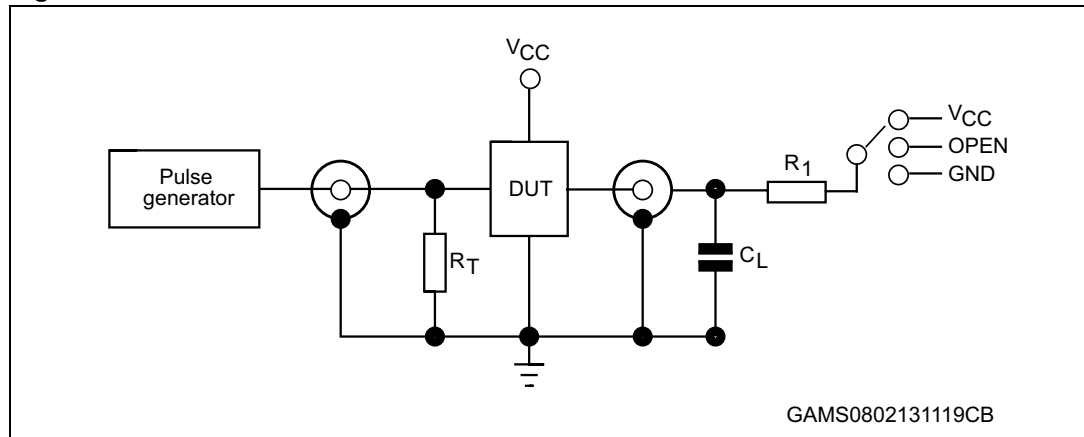 VCC
Pulse
generator
DUT
RT
CL
R1
VCC
OPEN
GND
GAMS0802131119CB